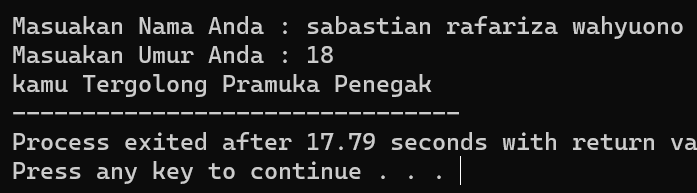 Masuakan Nama Anda : sabastian rafariza wahyuono
Masuakan Umur Anda : 18
kamu Tergolong Pramuka Penegak
--------------------------------
Process exited after 17.79 seconds with return va
Press any key to continue . . .